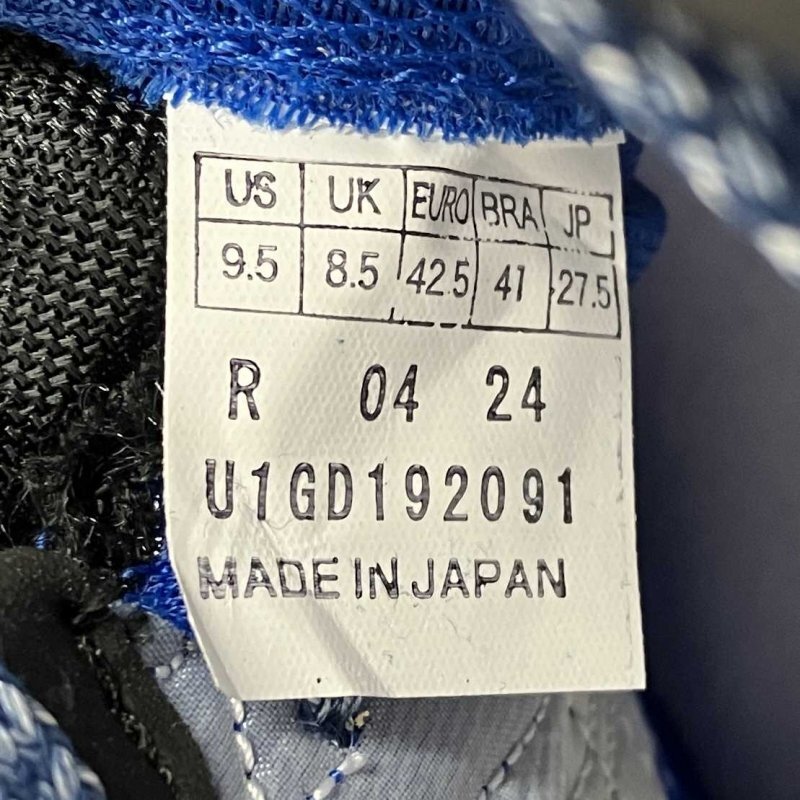 US UK EURO BRA JP
9.5 8.5 42.5 41 27.5
R 04 24
U1GD192091
MADE IN JAPAN